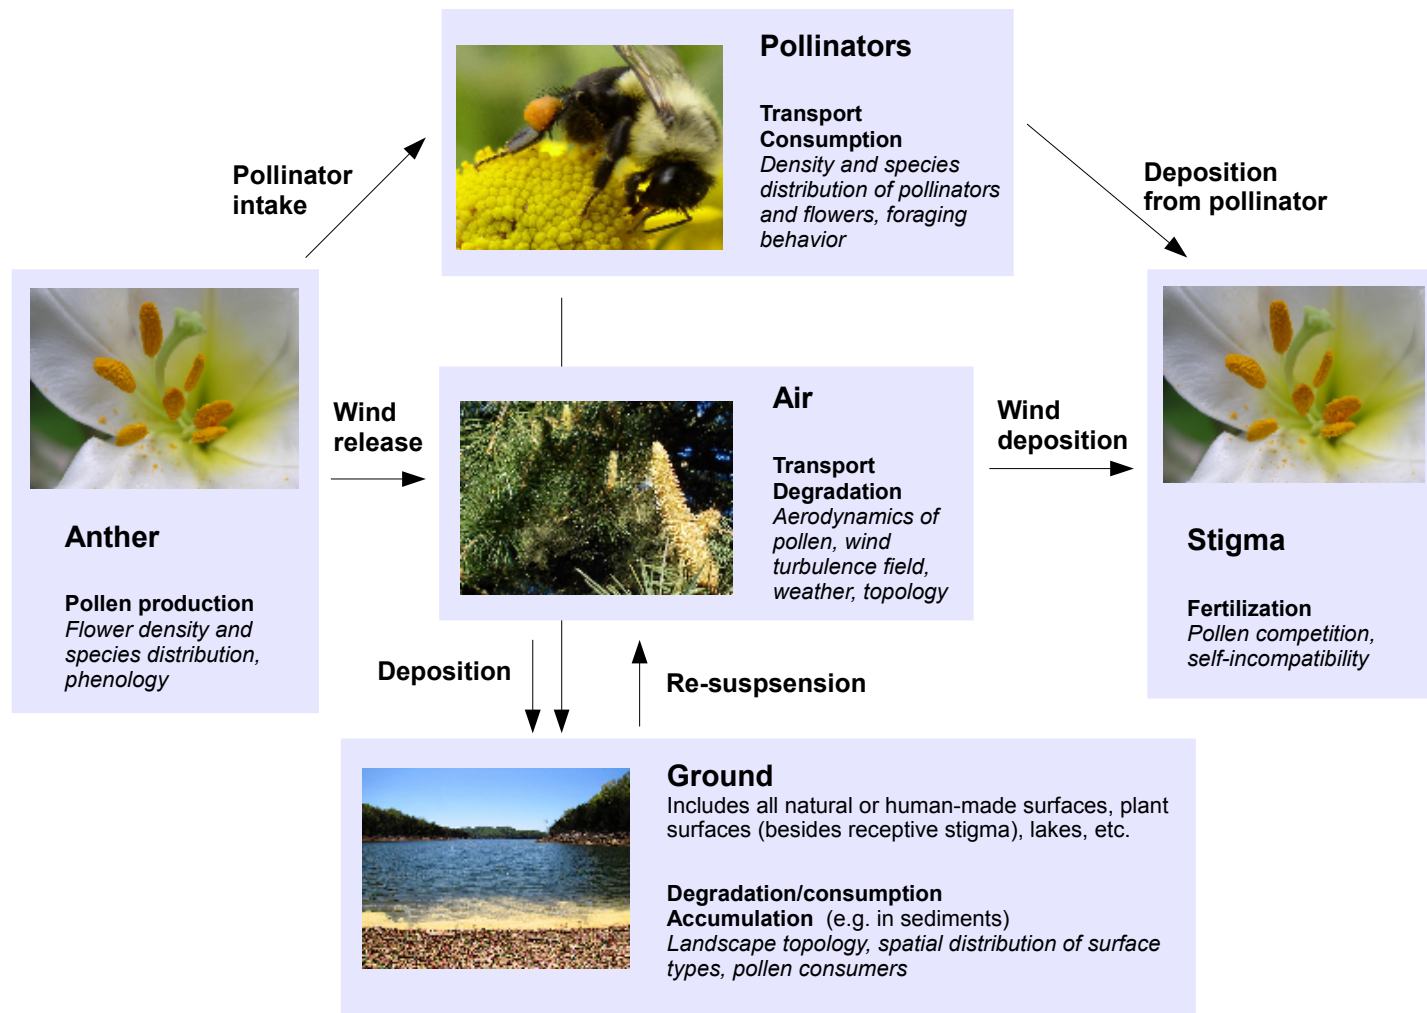 Pollinators
Transport
Consumption
Density and species
distribution of pollinators
and flowers, foraging
behavior
Pollinator
intake
Deposition
from pollinator
Anther
Pollen production
Flower density and
species distribution,
phenology
Wind
release
Air
Transport
Degradation
Aerodynamics of
pollen, wind
turbulence field,
weather, topology
Wind
deposition
Stigma
Fertilization
Pollen competition,
self-incompatibility
Deposition
Re-suspsension
Ground
Includes all natural or human-made surfaces, plant
surfaces (besides receptive stigma), lakes, etc.
Degradation/consumption
Accumulation (e.g. in sediments)
Landscape topology, spatial distribution of surface
types, pollen consumers